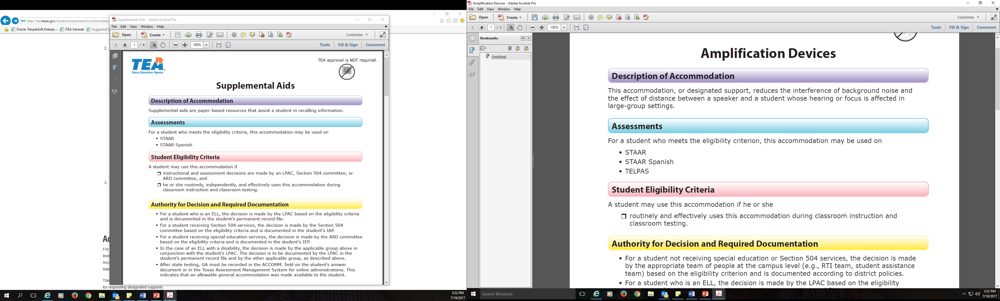 http://tea.texas.gov/student.assessment/accommodatio
Oracle PeopleSoft Enterpr...
iTEA Intranet
Suggested S
2.
3.
Ac
For
leve
Acc
links
The
for requesting designated supports.
Supplemental Aids - Adobe Acrobat Pro
File Edit View Window Help
Open Create Customize
1 / 4 100% Tools Fill & Sign Comment
TEA
Texas Education Agency
TEA approval is NOT required.
Supplemental Aids
Description of Accommodation
Supplemental aids are paper-based resources that assist a student in recalling information.
Assessments
For a student who meets the eligibility criteria, this accommodation may be used on
• STAAR
• STAAR Spanish
Student Eligibility Criteria
A student may use this accommodation if
❒ instructional and assessment decisions are made by an LPAC, Section 504 committee, or
ARD committee, and
❒ he or she routinely, independently, and effectively uses this accommodation during
classroom instruction and classroom testing.
Authority for Decision and Required Documentation
• For a student who is an ELL, the decision is made by the LPAC based on the eligibility criteria
and is documented in the student's permanent record file.
• For a student receiving Section 504 services, the decision is made by the Section 504
committee based on the eligibility criteria and is documented in the student's IAP.
• For a student receiving special education services, the decision is made by the ARD committee
based on the eligibility criteria and is documented in the student's IEP.
• In the case of an ELL with a disability, the decision is made by the applicable group above in
conjunction with the student's LPAC. The decision is to be documented by the LPAC in the
student's permanent record file and by the other applicable group, as described above.
• After state testing, GA must be recorded in the ACCOMM. field on the student's answer
document or in the Texas Assessment Management System for online administrations. This
indicates that an allowable general accommodation was made available to the student.
3:52 PM
7/18/2017
Amplification Devices - Adobe Acrobat Pro
File Edit View Window Help
Open Create Customize
1 / 2 150% Tools Fill & Sign Comment
Bookmarks
Untitled
Amplification Devices
Description of Accommodation
This accommodation, or designated support, reduces the interference of background noise and
the effect of distance between a speaker and a student whose hearing or focus is affected in
large-group settings.
Assessments
For a student who meets the eligibility criterion, this accommodation may be used on
• STAAR
• STAAR Spanish
• TELPAS
Student Eligibility Criteria
A student may use this accommodation if he or she
❒ routinely and effectively uses this accommodation during classroom instruction and
classroom testing.
Authority for Decision and Required Documentation
• For a student not receiving special education or Section 504 services, the decision is made
by the appropriate team of people at the campus level (e.g., RTI team, student assistance
team) based on the eligibility criterion and is documented according to district policies.
• For a student who is an ELL, the decision is made by the LPAC based on the eligibility
Search Windows
3:52 PM
7/18/2017